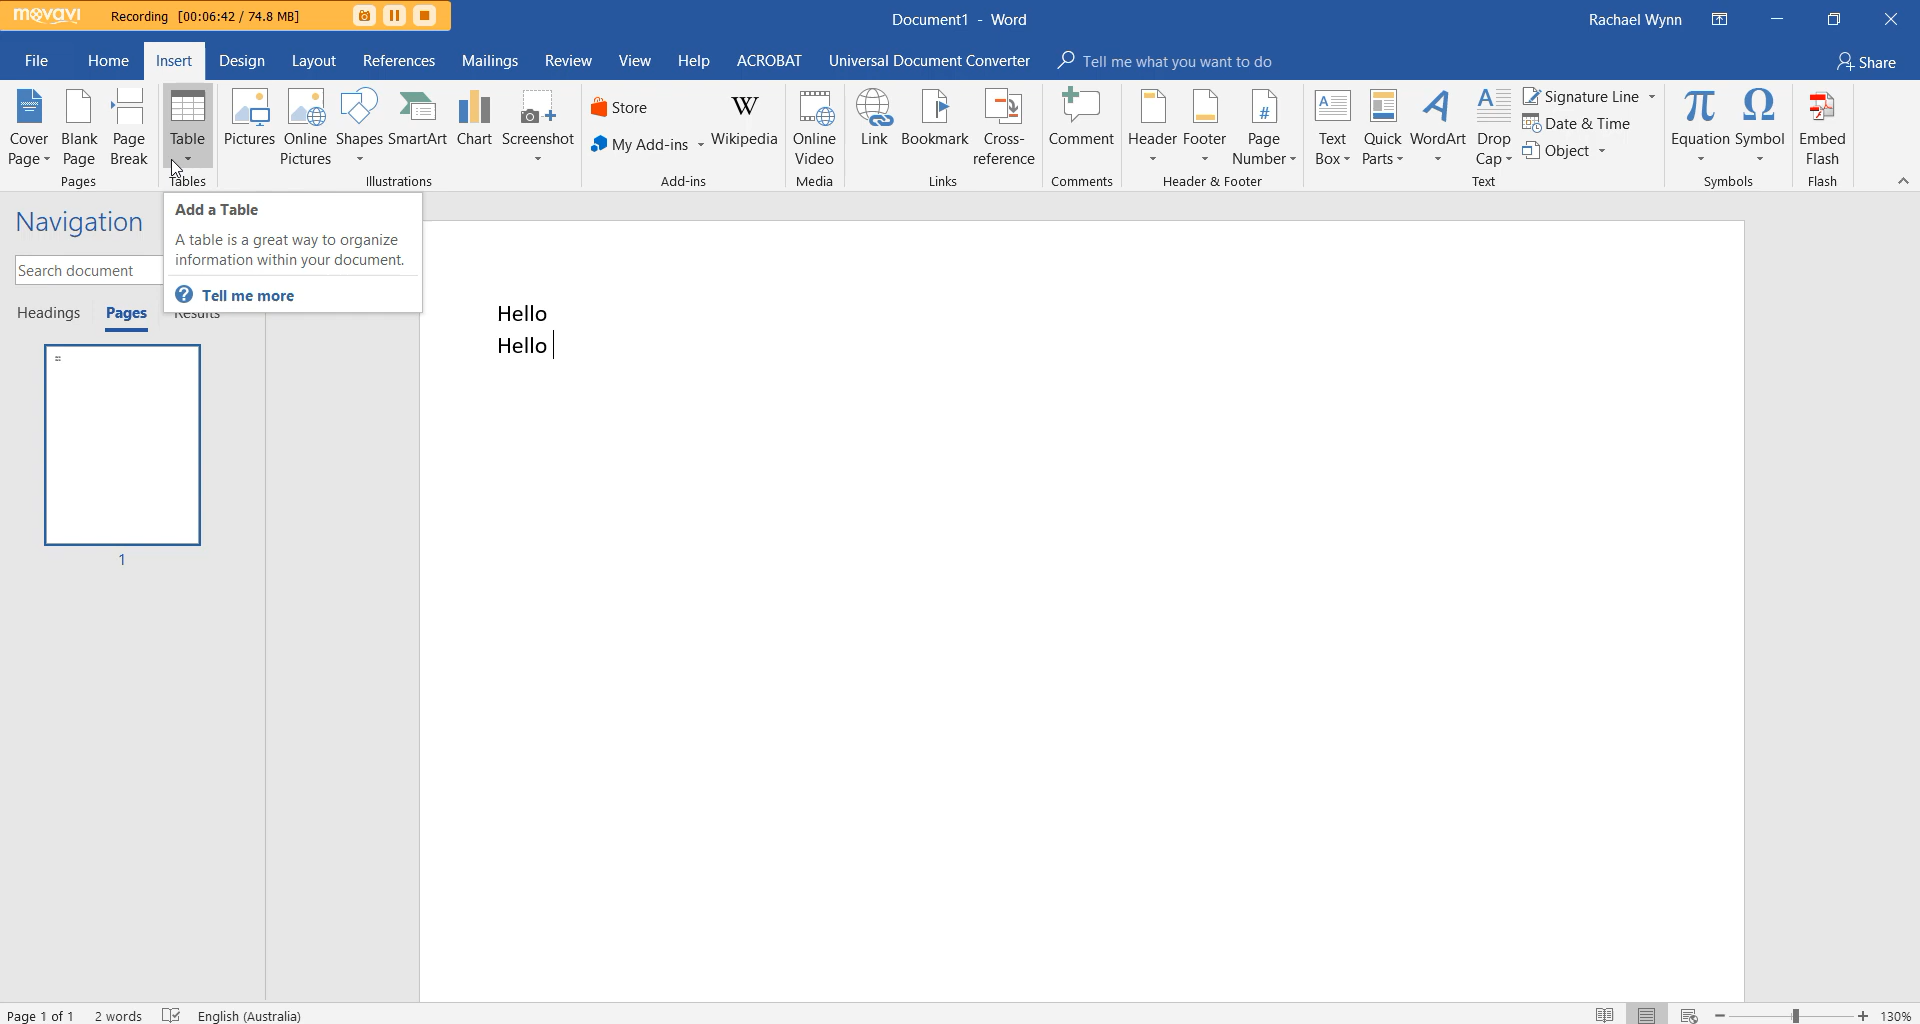 movavi Recording [00:06:42 / 74.8 MB]
Document1 - Word
Rachael Wynn
File Home Insert Design Layout References Mailings Review View Help ACROBAT Universal Document Converter Tell me what you want to do Share
Cover Page
Blank Page
Page Break
Pages
Table
Tables
Pictures
Online Pictures
Shapes
SmartArt
Chart
Screenshot
Illustrations
Store
My Add-ins
W
Wikipedia
Add-ins
Online Video
Media
Link
Bookmark
Cross-
reference
Links
Comment
Comments
Header
Footer
#
Page Number
Header & Footer
A
Text Box
Quick Parts
A
WordArt
A
Drop Cap
Signature Line
Date & Time
Object
Text
π
Equation
Ω
Symbol
Symbols
Embed Flash
Flash
Navigation
Search document
Headings Pages Results
1
Add a Table
A table is a great way to organize
information within your document.
? Tell me more
Hello
Hello
Page 1 of 1 2 words English (Australia) 130%